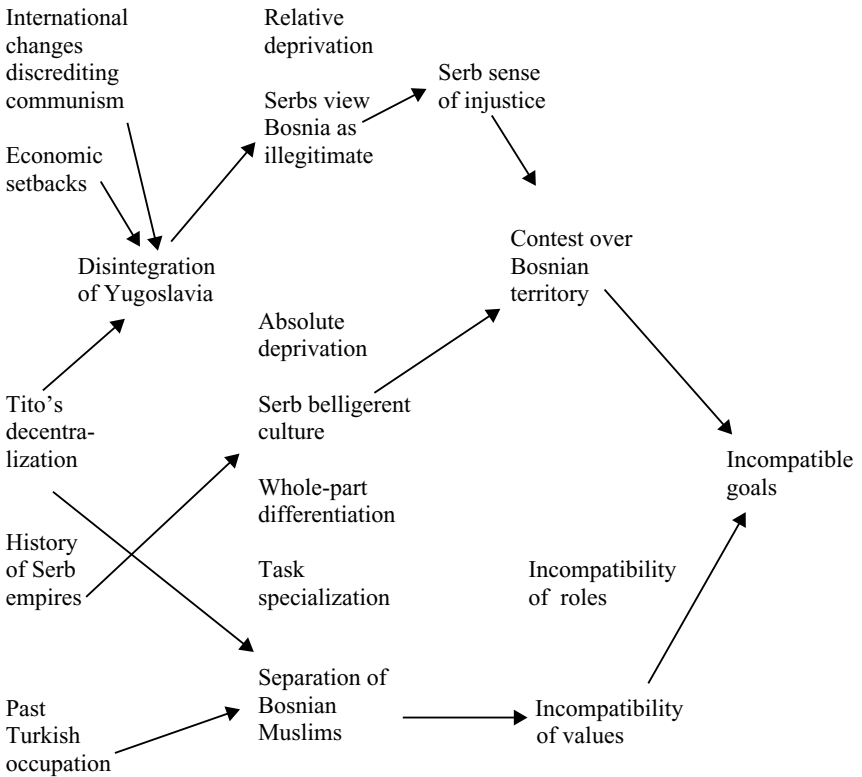 International
changes
discrediting
communism
Relative
deprivation
Serbs view
Bosnia as
illegitimate
Serb sense
of injustice
Economic
setbacks
Disintegration
of Yugoslavia
Contest over
Bosnian
territory
Absolute
deprivation
Tito’s
decentra-
lization
Serb belligerent
culture
Incompatible
goals
Whole-part
differentiation
History
of Serb
empires
Task
specialization
Incompatibility
of roles
Separation of
Bosnian
Muslims
Past
Turkish
occupation
Incompatibility
of values